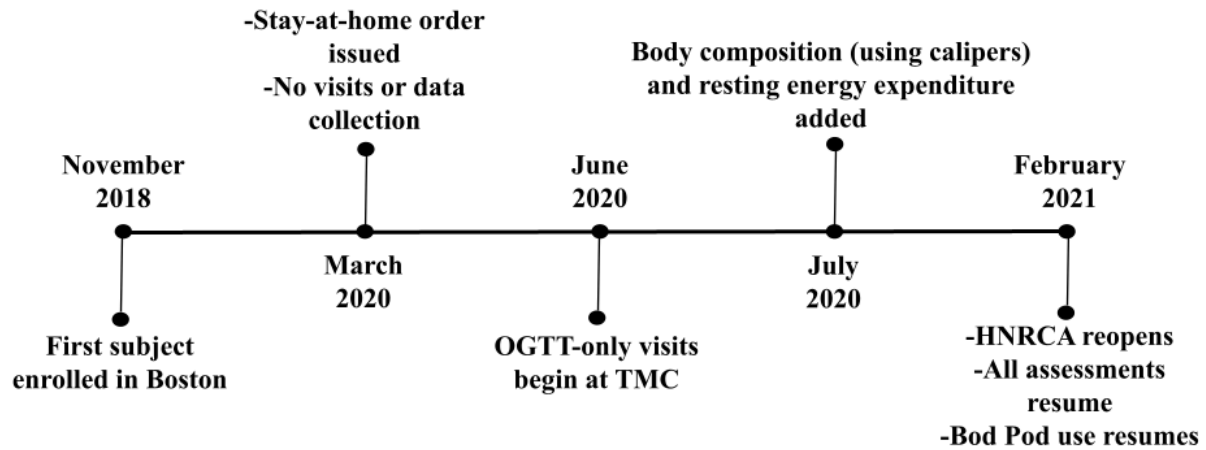 -Stay-at-home order
issued
-No visits or data
collection
Body composition (using calipers)
and resting energy expenditure
added
November
2018
June
2020
February
2021
March
2020
July
2020
First subject
enrolled in Boston
OGTT-only visits
begin at TMC
-HNRCA reopens
-All assessments
resume
-Bod Pod use resumes